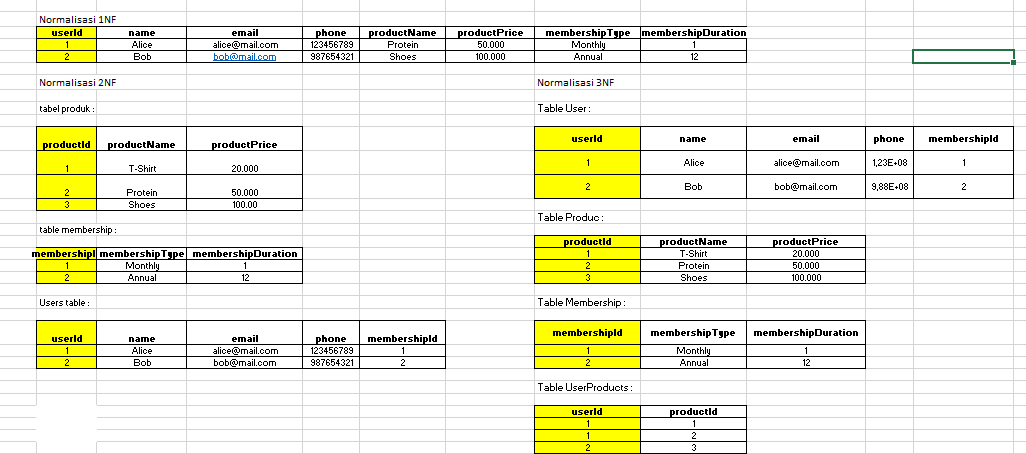 Normalisasi 1NF
userId name email phone productName productPrice membershipType membershipDuration
1 Alice alice@mail.com 123456789 Protein 50.000 Monthly 1
2 Bob bob@mail.com 987654321 Shoes 100.000 Annual 12
Normalisasi 2NF
tabel produk :
productId productName productPrice
1 T-Shirt 20.000
2 Protein 50.000
3 Shoes 100.00
table membership :
membershipI membershipType membershipDuration
1 Monthly 1
2 Annual 12
Users table :
userId name email phone membershipId
1 Alice alice@mail.com 123456789 1
2 Bob bob@mail.com 987654321 2
Normalisasi 3NF
Table User :
userId name email phone membershipId
1 Alice alice@mail.com 1,23E+08 1
2 Bob bob@mail.com 9,88E+08 2
Table Produc :
productId productName productPrice
1 T-Shirt 20.000
2 Protein 50.000
3 Shoes 100.000
Table Membership :
membershipId membershipType membershipDuration
1 Monthly 1
2 Annual 12
Table UserProducts :
userId productId
1 1
1 2
2 3